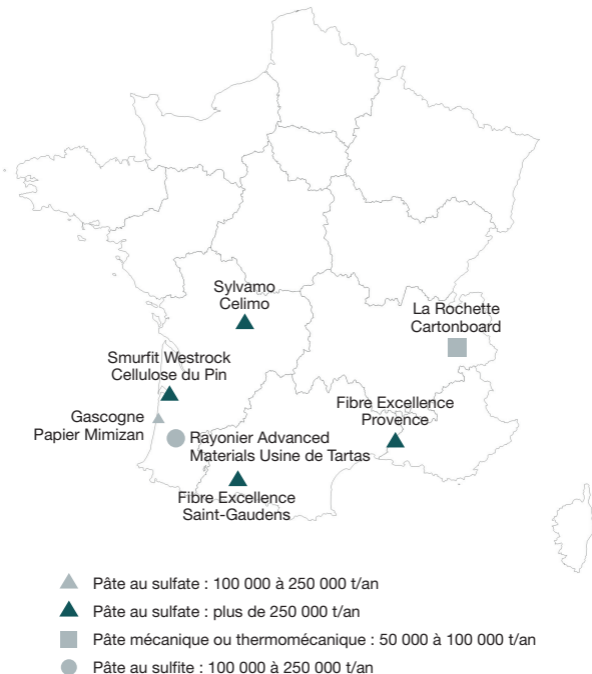 Sylvamo
Celimo
La Rochette
Cartonboard
Smurfit Westrock
Cellulose du Pin
Gascogne
Papier Mimizan
Fibre Excellence
Provence
Rayonier Advanced
Materials Usine de Tartas
Fibre Excellence
Saint-Gaudens
Pâte au sulfate : 100 000 à 250 000 t/an
Pâte au sulfate : plus de 250 000 t/an
Pâte mécanique ou thermomécanique : 50 000 à 100 000 t/an
Pâte au sulfite : 100 000 à 250 000 t/an